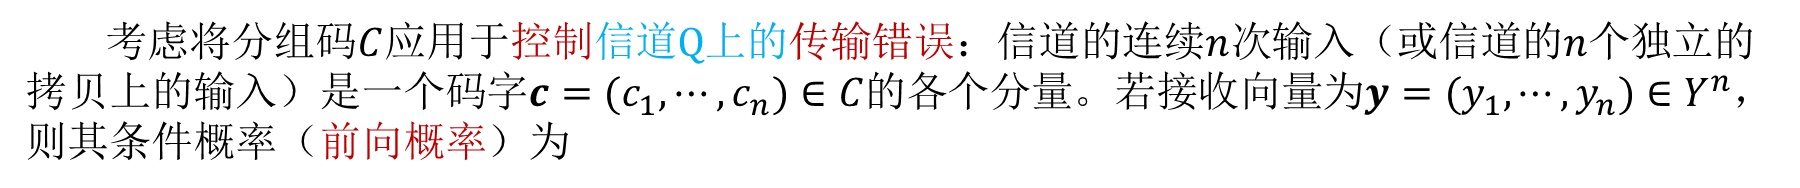 考虑将分组码C应用于控制信道Q上的传输错误：信道的连续n次输入（或信道的n个独立的
拷贝上的输入）是一个码字c = (c₁,⋯,cₙ) ∈ C的各个分量。若接收向量为y = (y₁,⋯,yₙ) ∈ Yⁿ，
则其条件概率（前向概率）为